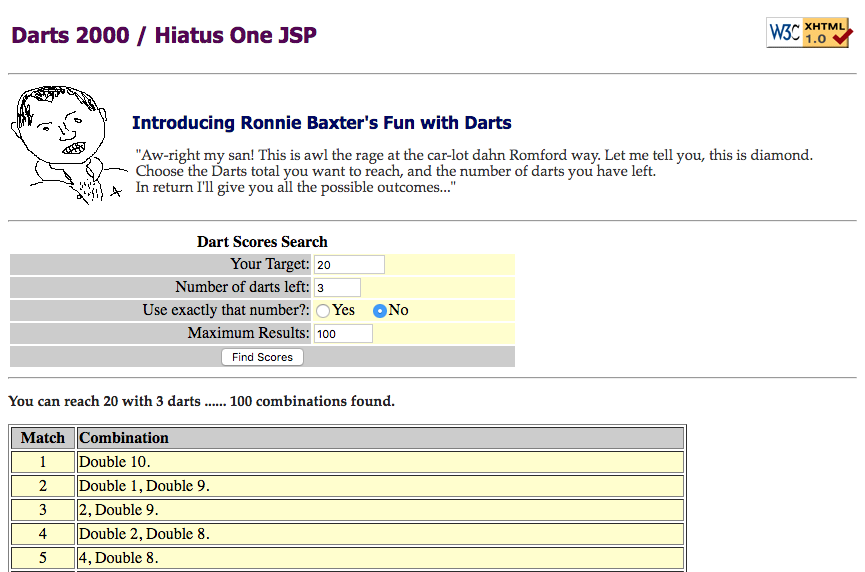 Darts 2000 / Hiatus One JSP
W3C XHTML 1.0
Introducing Ronnie Baxter's Fun with Darts
"Aw-right my san! This is awl the rage at the car-lot dahn Romford way. Let me tell you, this is diamond.
Choose the Darts total you want to reach, and the number of darts you have left.
In return I'll give you all the possible outcomes..."
Dart Scores Search
Your Target: 20
Number of darts left: 3
Use exactly that number?: Yes No
Maximum Results: 100
Find Scores
You can reach 20 with 3 darts ...... 100 combinations found.
Match Combination
1 Double 10.
2 Double 1, Double 9.
3 2, Double 9.
4 Double 2, Double 8.
5 4, Double 8.